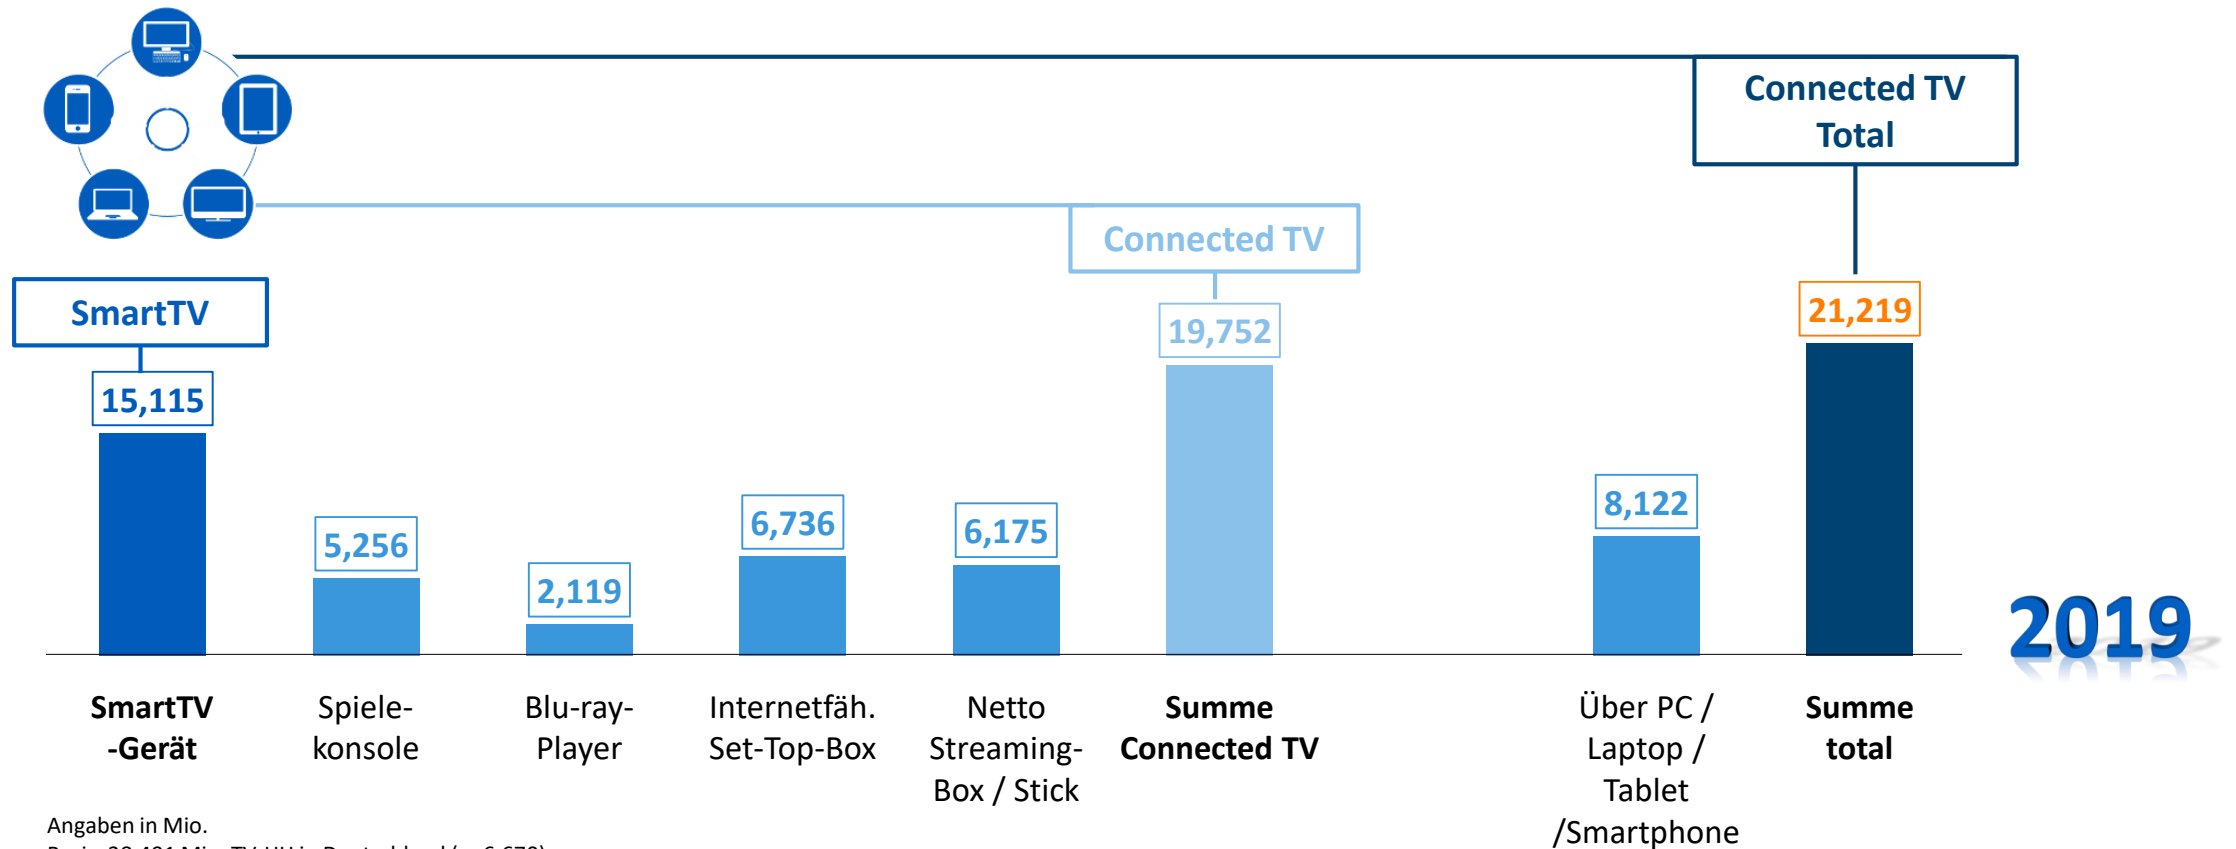 Connected TV
Total
Connected TV
SmartTV
21,219
19,752
15,115
8,122
6,736
6,175
5,256
2,119
2019
SmartTV
-Gerät
Spiele-
konsole
Blu-ray-
Player
Internetfäh.
Set-Top-Box
Netto
Streaming-
Box / Stick
Summe
Connected TV
Über PC /
Laptop /
Tablet
/Smartphone
Summe
total
Angaben in Mio.